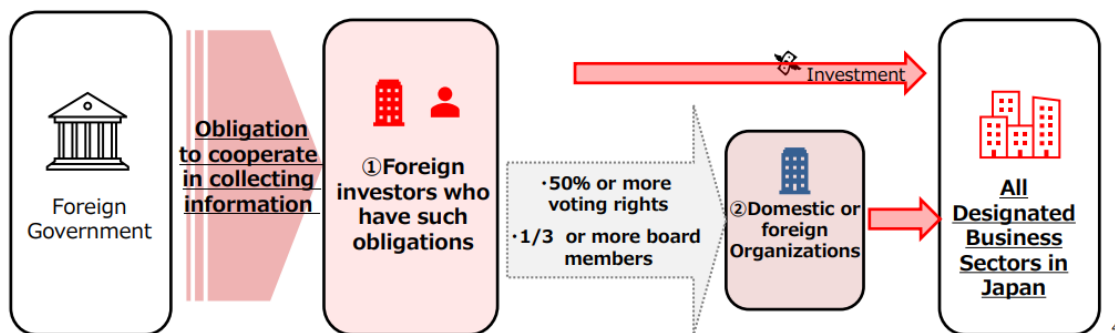 Foreign
Government
Obligation
to cooperate
in collecting
information
①Foreign
investors who
have such
obligations
Investment
・50% or more
voting rights
・1/3 or more board
members
②Domestic or
foreign
Organizations
All
Designated
Business
Sectors in
Japan